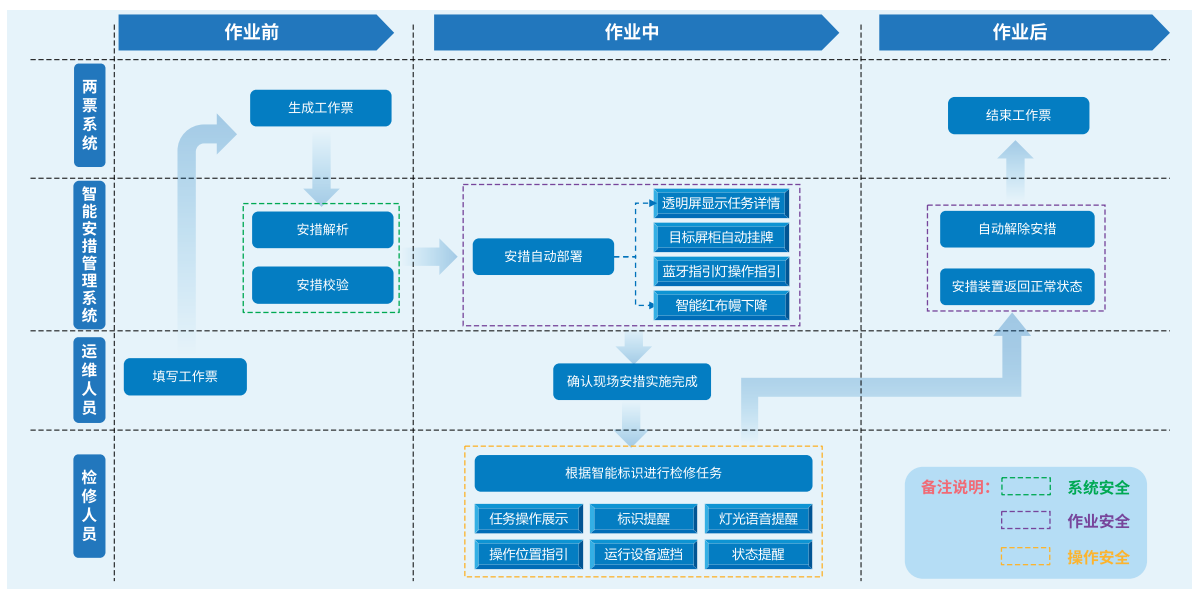 作业前
作业中
作业后
两票系统
生成工作票
结束工作票
智能安措管理系统
安措解析
安措校验
安措自动部署
透明屏显示任务详情
目标屏柜自动挂牌
蓝牙指引灯操作指引
智能红布幔下降
自动解除安措
安措装置返回正常状态
运维人员
填写工作票
确认现场安措实施完成
检修人员
根据智能标识进行检修任务
任务操作展示
标识提醒
灯光语音提醒
操作位置指引
运行设备遮挡
状态提醒
备注说明：
系统安全
作业安全
操作安全